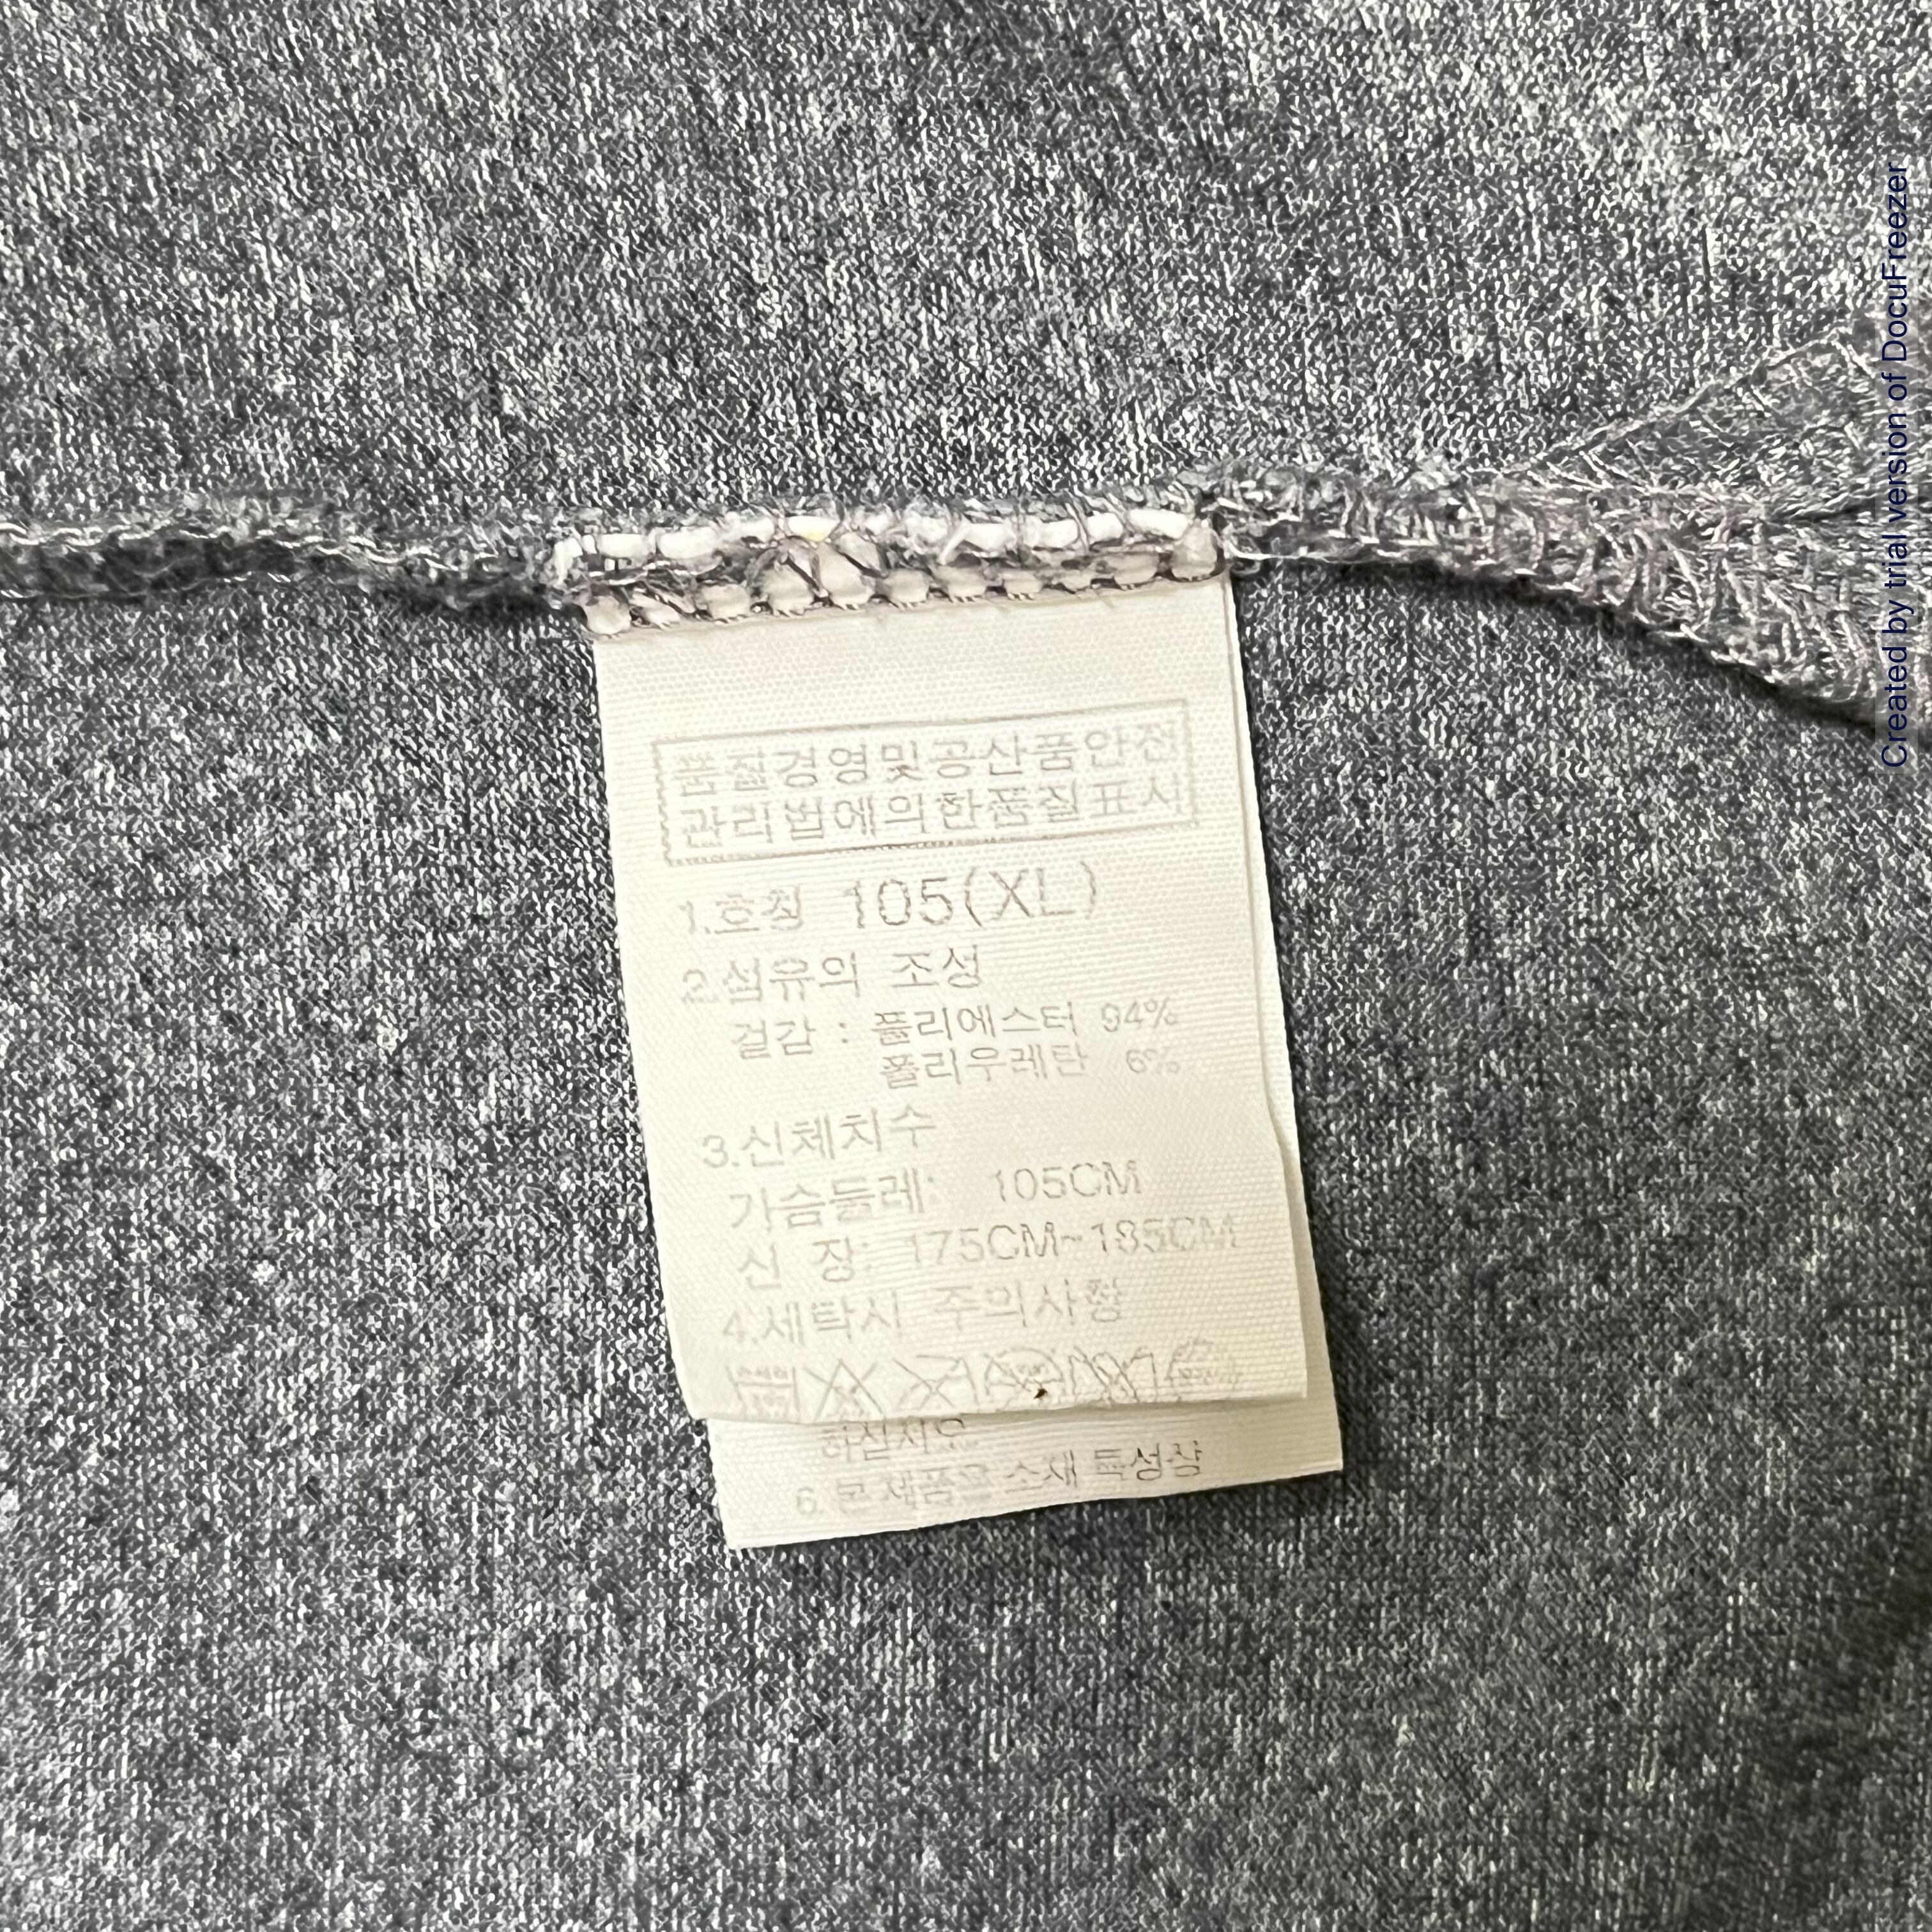 품질경영및공산품안전
관리법에의한품질표시
1.호칭 105(XL)
2.섬유의 조성
겉감 : 폴리에스터 94%
폴리우레탄 6%
3.신체치수
가슴둘레: 105CM
신 장: 175CM~185CM
4.세탁시 주의사항
하십시오
6. 본 제품은 소재 특성상
Created by trial version of DocuFreezer